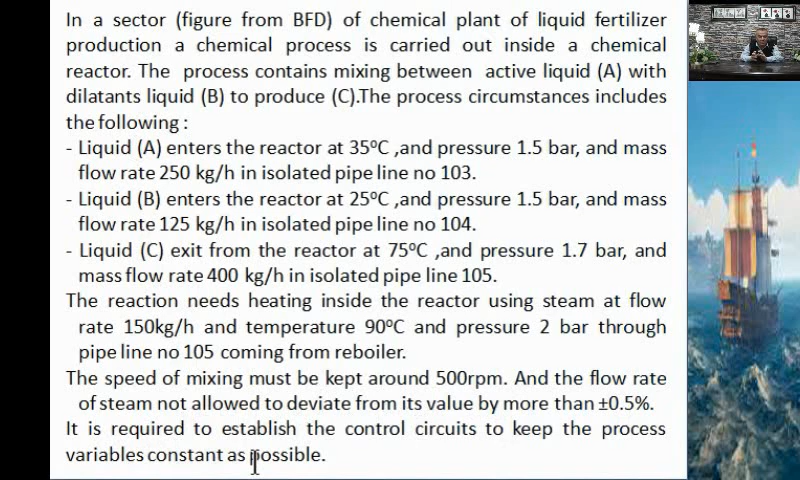 In a sector (figure from BFD) of chemical plant of liquid fertilizer
production a chemical process is carried out inside a chemical
reactor. The process contains mixing between active liquid (A) with
dilatants liquid (B) to produce (C).The process circumstances includes
the following :
- Liquid (A) enters the reactor at 35ºC ,and pressure 1.5 bar, and mass
flow rate 250 kg/h in isolated pipe line no 103.
- Liquid (B) enters the reactor at 25ºC ,and pressure 1.5 bar, and mass
flow rate 125 kg/h in isolated pipe line no 104.
- Liquid (C) exit from the reactor at 75ºC ,and pressure 1.7 bar, and
mass flow rate 400 kg/h in isolated pipe line 105.
The reaction needs heating inside the reactor using steam at flow
rate 150kg/h and temperature 90ºC and pressure 2 bar through
pipe line no 105 coming from reboiler.
The speed of mixing must be kept around 500rpm. And the flow rate
of steam not allowed to deviate from its value by more than ±0.5%.
It is required to establish the control circuits to keep the process
variables constant as possible.